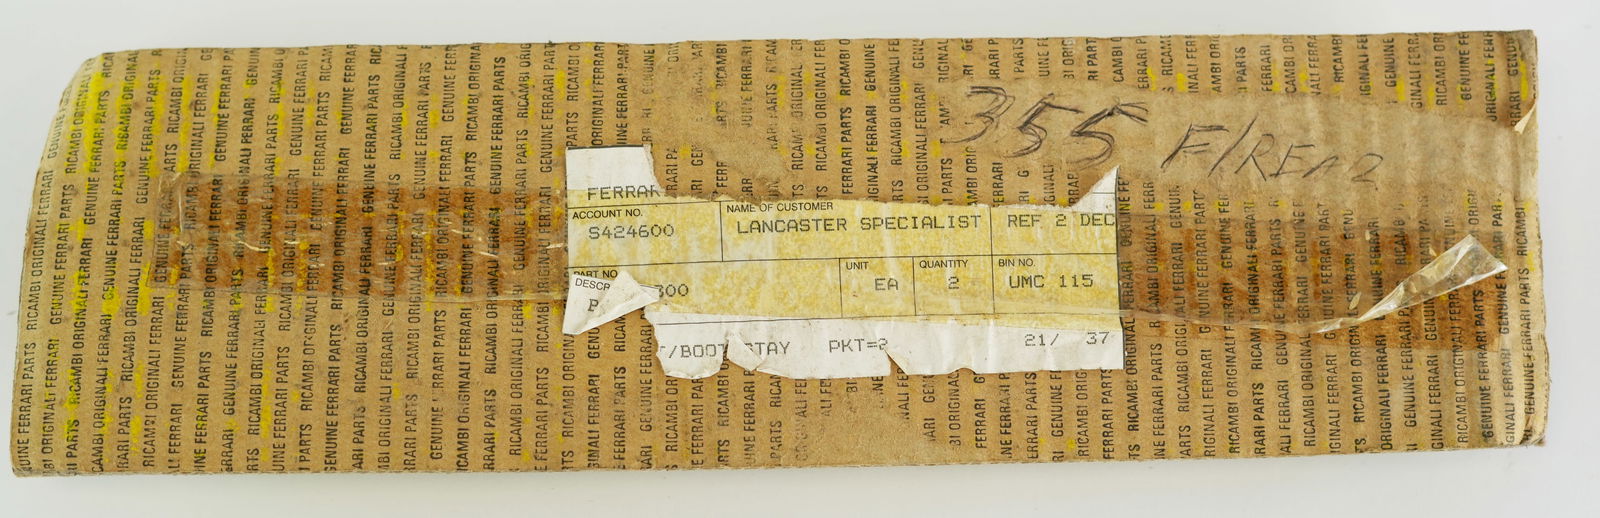 355 F/REAR
FERRAR
ACCOUNT NO. NAME OF CUSTOMER
S424600 LANCASTER SPECIALIST REF 2 DEC
PART NO UNIT QUANTITY BIN NO.
300 EA 2 UMC 115
DESCR
P
T/BOOT STAY PKT=2 21/ 37
GENUINE FERRARI PARTS RICAMBI ORIGINALI FERRARI